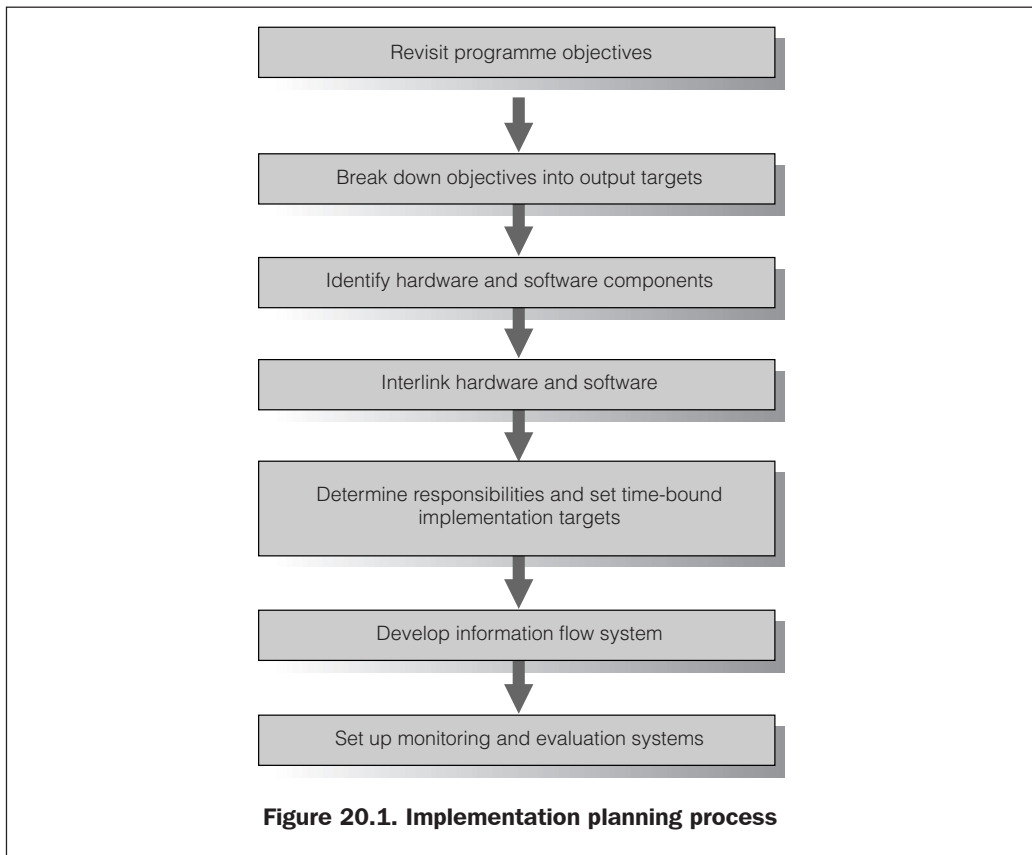 Revisit programme objectives
Break down objectives into output targets
Identify hardware and software components
Interlink hardware and software
Determine responsibilities and set time-bound
implementation targets
Develop information flow system
Set up monitoring and evaluation systems
Figure 20.1. Implementation planning process